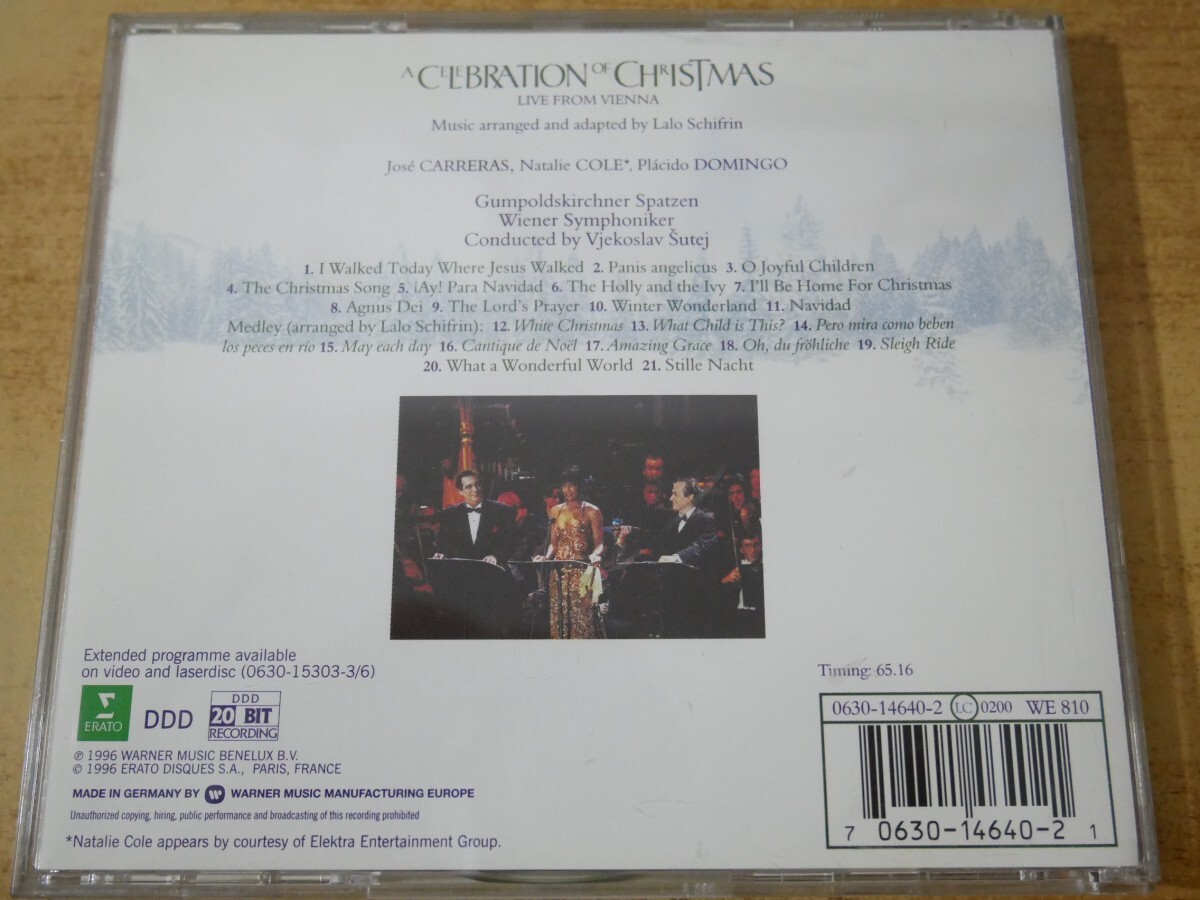 A CELEBRATION OF CHRISTMAS
LIVE FROM VIENNA
Music arranged and adapted by Lalo Schifrin
José CARRERAS, Natalie COLE*, Plácido DOMINGO
Gumpoldskirchner Spatzen
Wiener Symphoniker
Conducted by Vjekoslav Šutej
1. I Walked Today Where Jesus Walked 2. Panis angelicus 3. O Joyful Children
4. The Christmas Song 5. ¡Ay! Para Navidad 6. The Holly and the Ivy 7. I'll Be Home For Christmas
8. Agnus Dei 9. The Lord's Prayer 10. Winter Wonderland 11. Navidad
Medley (arranged by Lalo Schifrin): 12. White Christmas 13. What Child is This? 14. Pero mira como beben
los peces en río 15. May each day 16. Cantique de Noël 17. Amazing Grace 18. Oh, du fröhliche 19. Sleigh Ride
20. What a Wonderful World 21. Stille Nacht
Extended programme available
on video and laserdisc (0630-15303-3/6)
Timing: 65.16
ERATO
DDD
DDD
20 BIT
RECORDING
0630-14640-2 LC 0200 WE 810
℗ 1996 WARNER MUSIC BENELUX B.V.
© 1996 ERATO DISQUES S.A., PARIS, FRANCE
MADE IN GERMANY BY WARNER MUSIC MANUFACTURING EUROPE
Unauthorized copying, hiring, public performance and broadcasting of this recording prohibited
*Natalie Cole appears by courtesy of Elektra Entertainment Group.
7 0630-14640-2 1